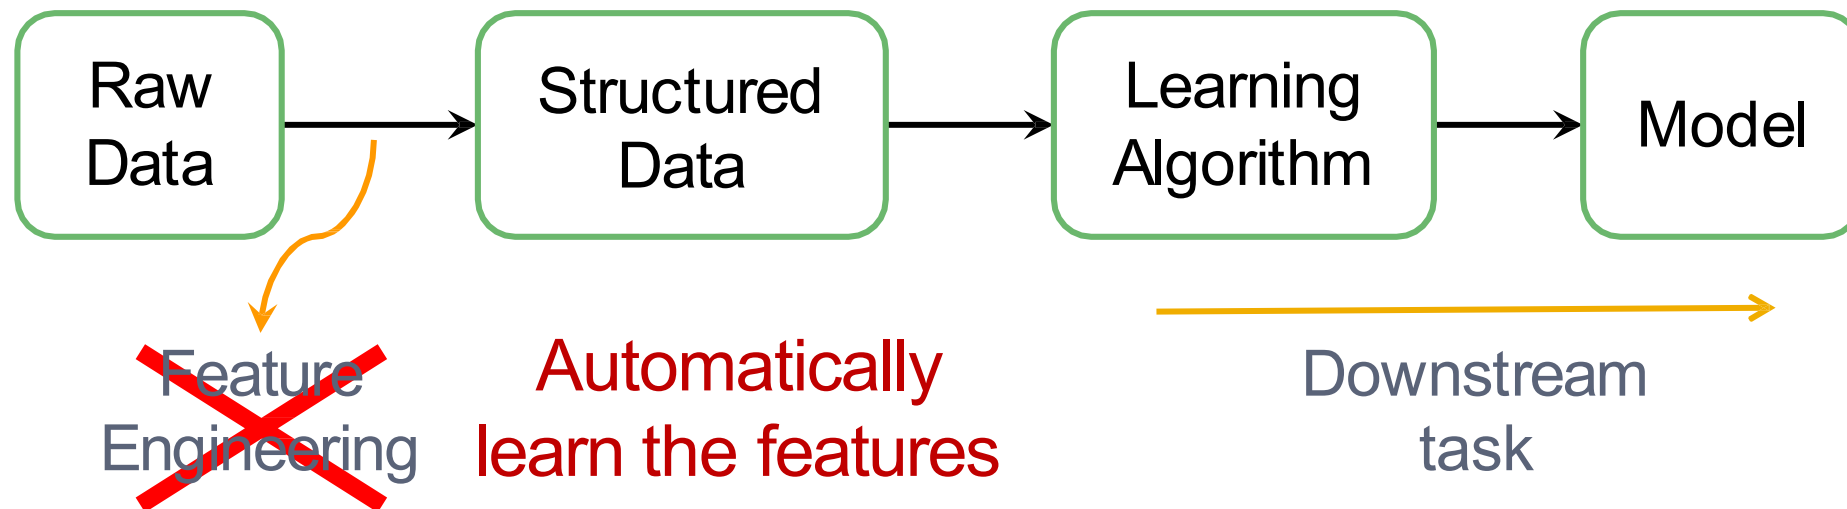 Raw
Data
Structured
Data
Learning
Algorithm
Model
Feature
Engineering
Automatically
learn the features
Downstream
task